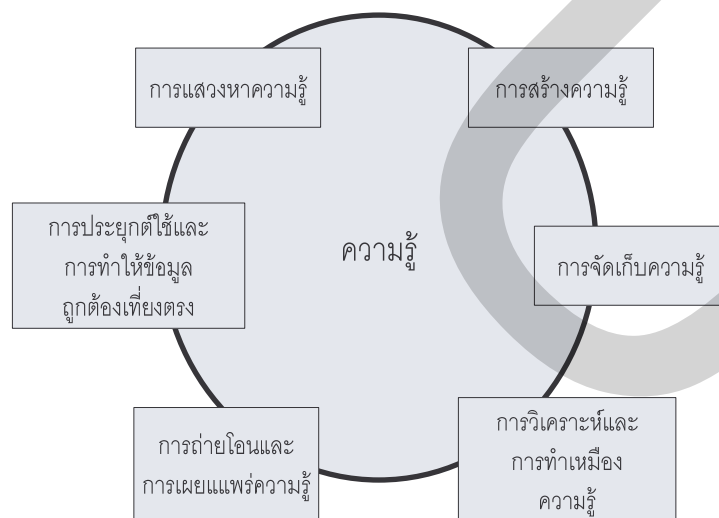 การแสวงหาความรู้
การสร้างความรู้
การประยุกต์ใช้และ
การทำให้ข้อมูล
ถูกต้องเที่ยงตรง
ความรู้
การจัดเก็บความรู้
การถ่ายโอนและ
การเผยแแพร่ความรู้
การวิเคราะห์และ
การทำเหมือง
ความรู้